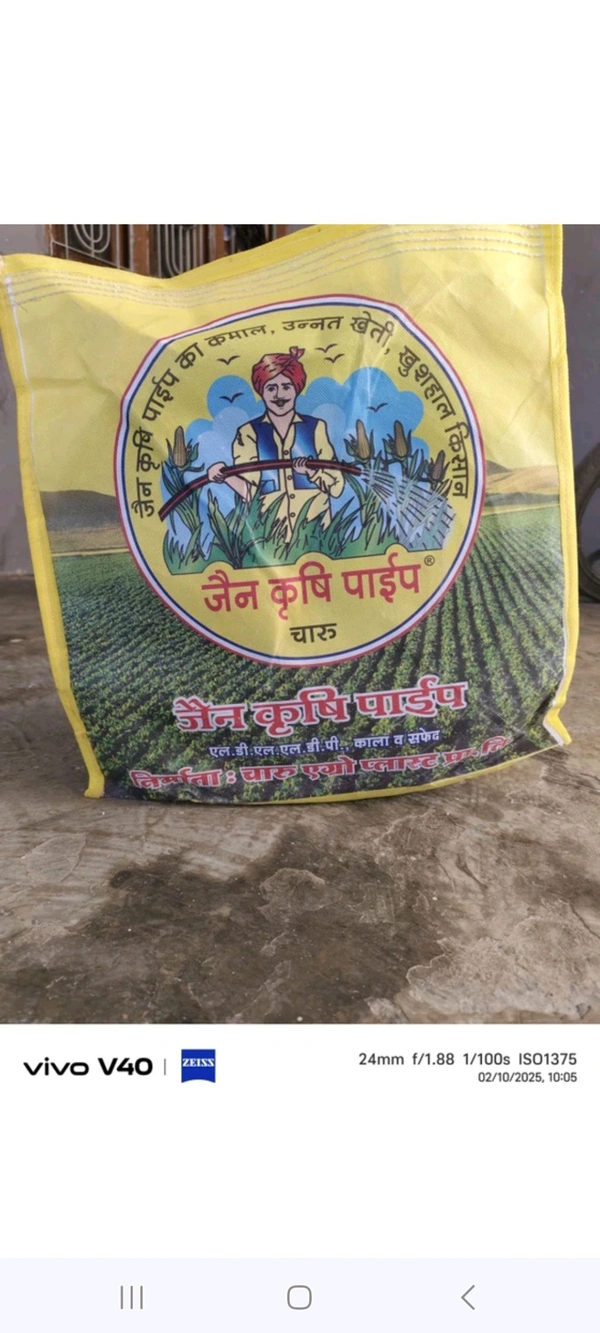 जैन कृषि पाईप का कमाल, उन्नत खेती, खुशहाल किसान
जैन कृषि पाईप®
चारु
जैन कृषि पाईप
एल.डी.एल.एल.डी.पी., काला व सफेद
निर्माता : चारु एग्रो प्लास्ट प्रा.लि
vivo V40 | ZEISS
24mm f/1.88 1/100s ISO1375
02/10/2025, 10:05